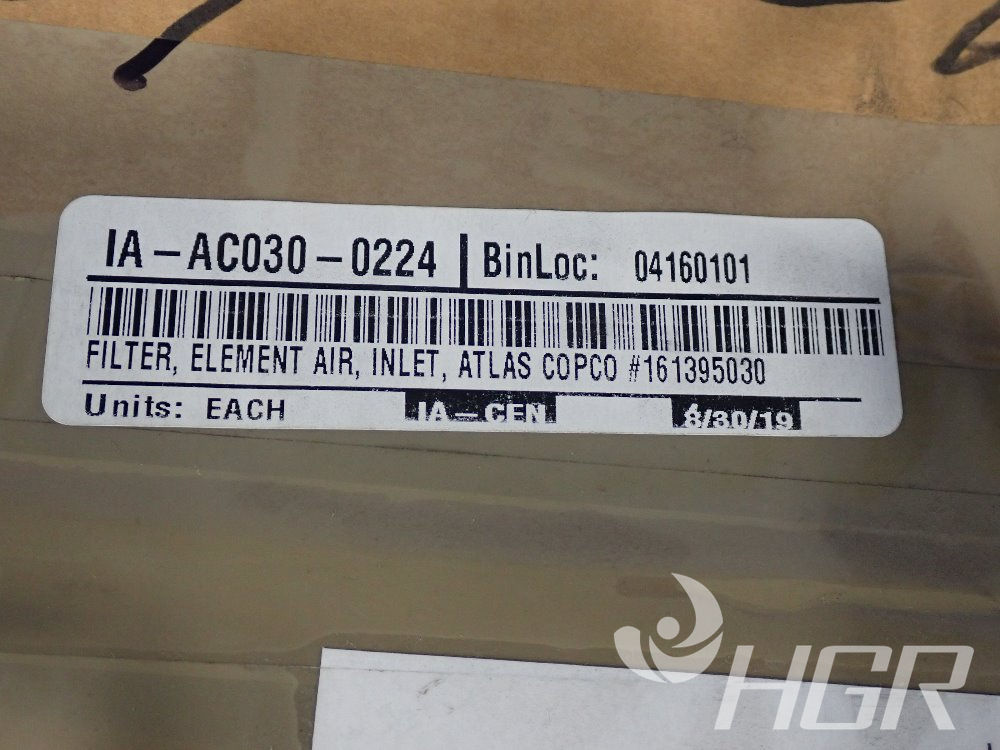 IA-AC030-0224 | BinLoc: 04160101
FILTER, ELEMENT AIR, INLET, ATLAS COPCO #161395030
Units: EACH IA-CEN /30/19
HGR